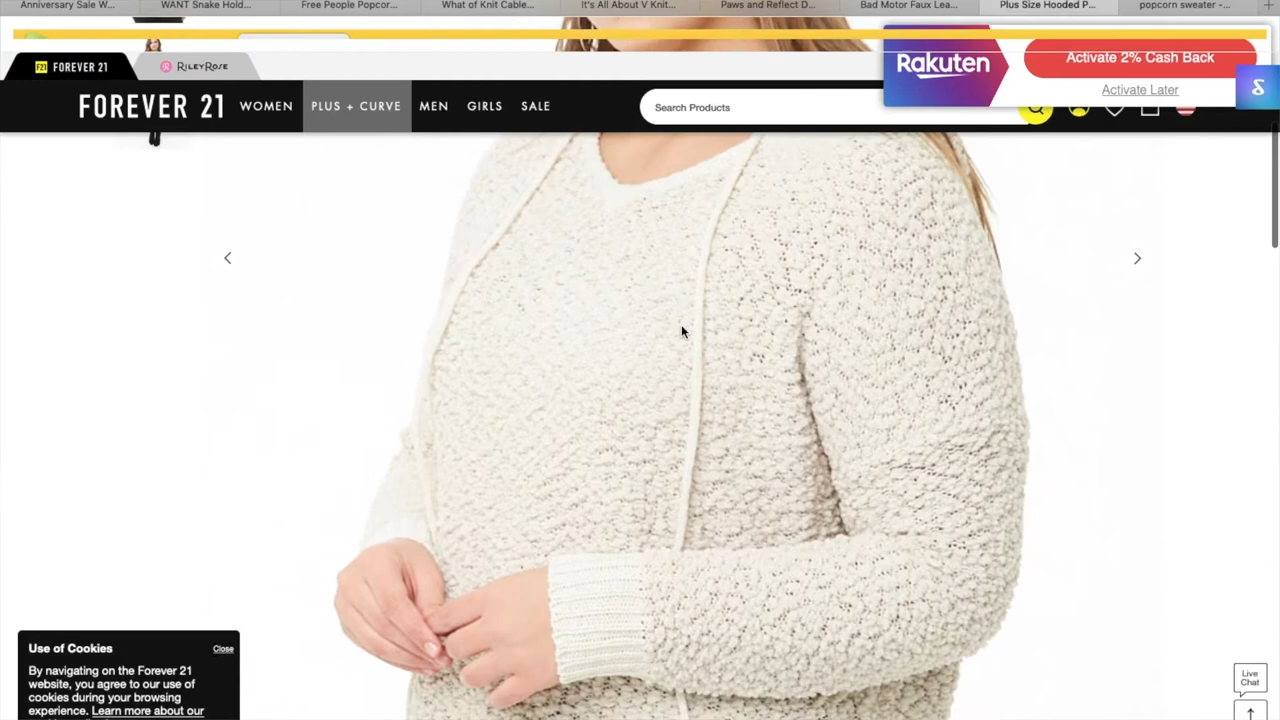 Anniversary Sale W...
WANT Snake Hold...
Free People Popcor...
What of Knit Cable...
It's All About V Knit...
Paws and Reflect D...
Bad Motor Faux Lea...
Plus Size Hooded P...
popcorn sweater -...
Rakuten
Activate 2% Cash Back
Activate Later
F21 FOREVER 21
RILEYROSE
FOREVER 21
WOMEN
PLUS + CURVE
MEN
GIRLS
SALE
Search Products
Use of Cookies
Close
By navigating on the Forever 21
website, you agree to our use of
cookies during your browsing
experience. Learn more about our
Live
Chat